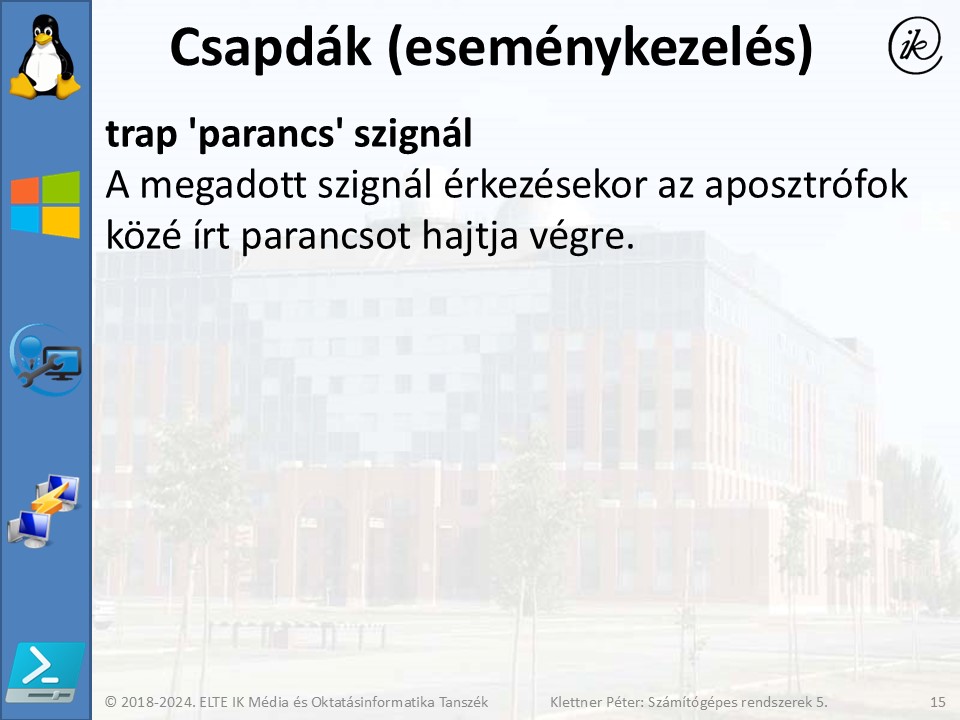 Csapdák (eseménykezelés)
ik
trap 'parancs' szignál
A megadott szignál érkezésekor az aposztrófok
közé írt parancsot hajtja végre.
© 2018-2024. ELTE IK Média és Oktatásinformatika Tanszék Klettner Péter: Számítógépes rendszerek 5. 15